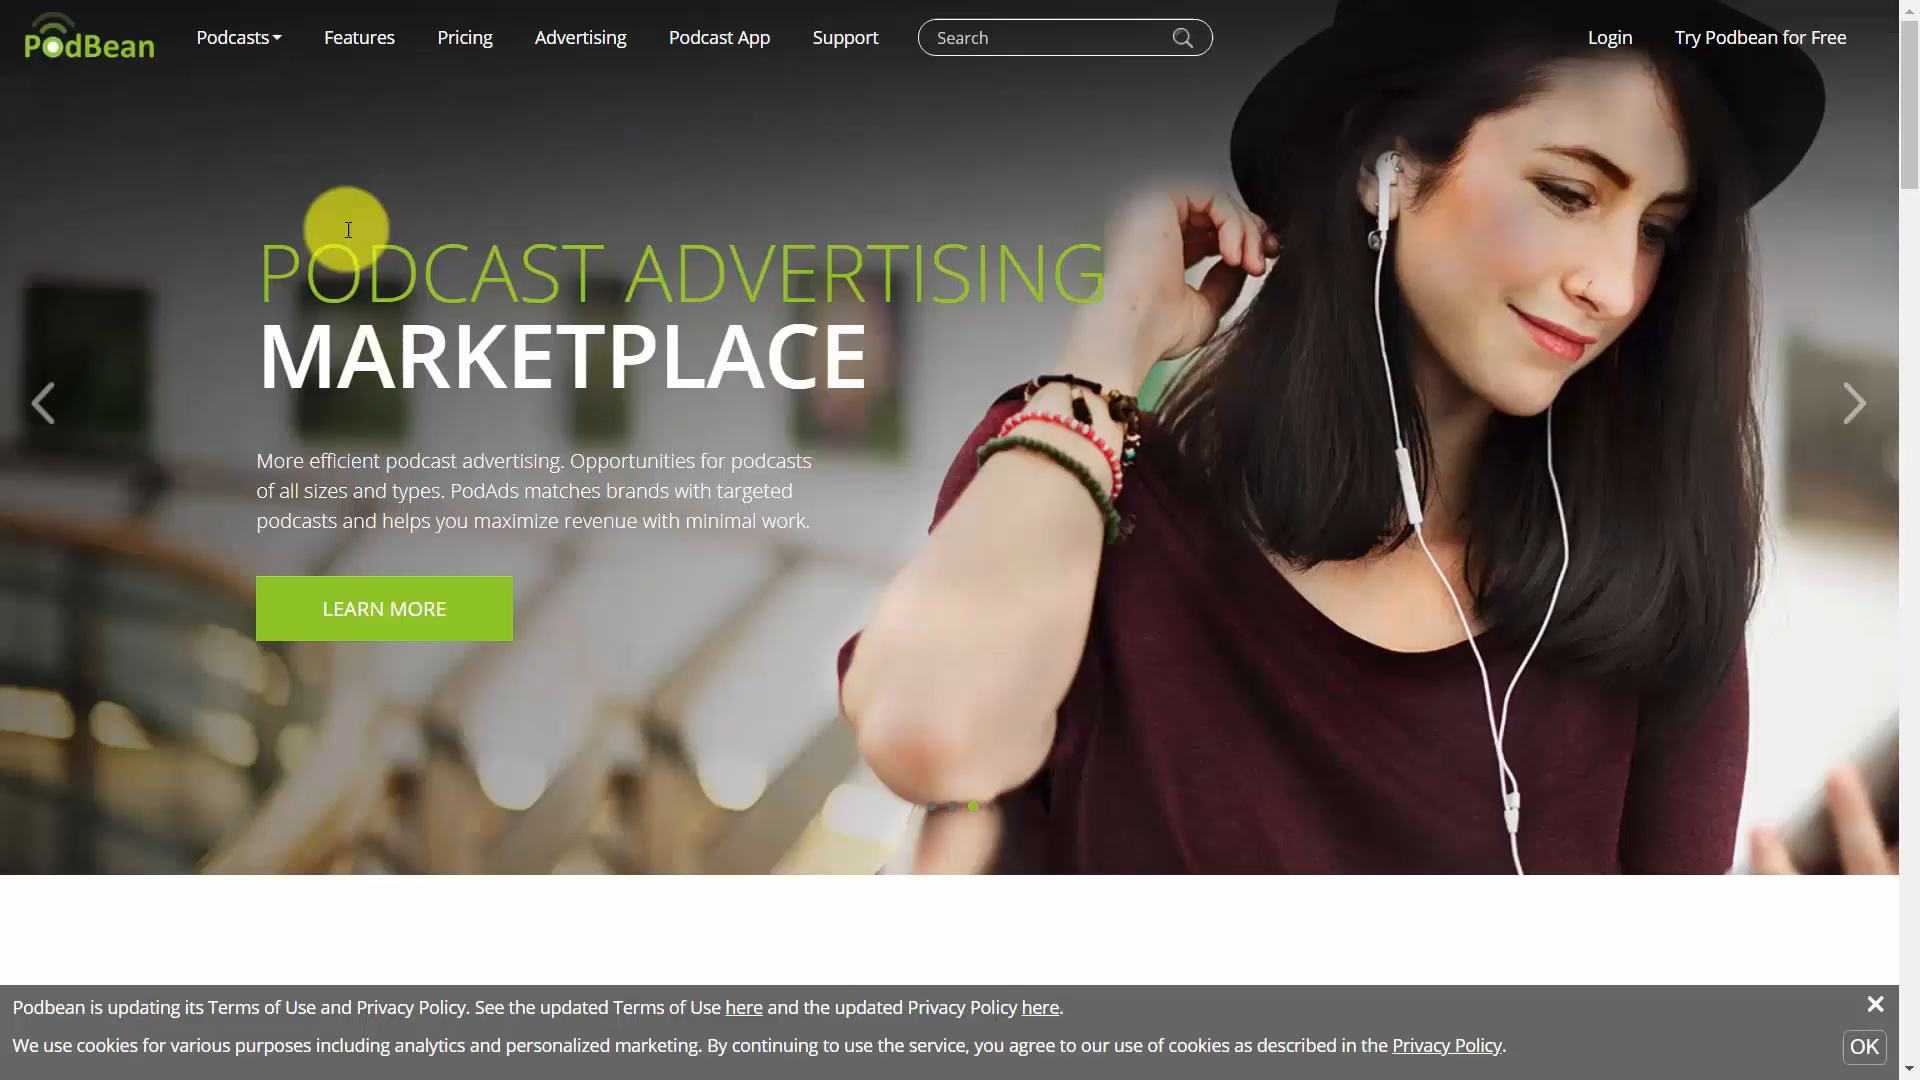 PodBean
Podcasts
Features
Pricing
Advertising
Podcast App
Support
Search
Login
Try Podbean for Free
PODCAST ADVERTISING
MARKETPLACE
More efficient podcast advertising. Opportunities for podcasts
of all sizes and types. PodAds matches brands with targeted
podcasts and helps you maximize revenue with minimal work.
LEARN MORE
Podbean is updating its Terms of Use and Privacy Policy. See the updated Terms of Use here and the updated Privacy Policy here.
We use cookies for various purposes including analytics and personalized marketing. By continuing to use the service, you agree to our use of cookies as described in the Privacy Policy.
OK